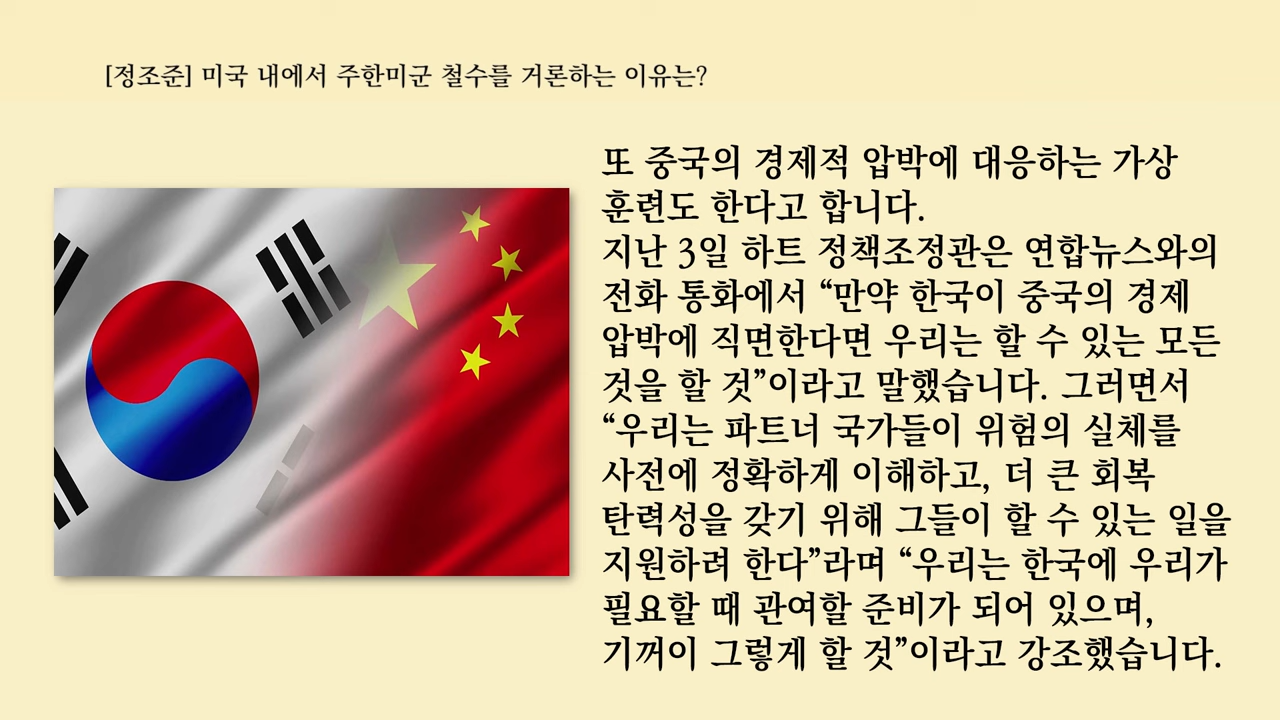 [정조준] 미국 내에서 주한미군 철수를 거론하는 이유는?
또 중국의 경제적 압박에 대응하는 가상
훈련도 한다고 합니다.
지난 3일 하트 정책조정관은 연합뉴스와의
전화 통화에서 “만약 한국이 중국의 경제
압박에 직면한다면 우리는 할 수 있는 모든
것을 할 것”이라고 말했습니다. 그러면서
“우리는 파트너 국가들이 위험의 실체를
사전에 정확하게 이해하고, 더 큰 회복
탄력성을 갖기 위해 그들이 할 수 있는 일을
지원하려 한다”라며 “우리는 한국에 우리가
필요할 때 관여할 준비가 되어 있으며,
기꺼이 그렇게 할 것”이라고 강조했습니다.